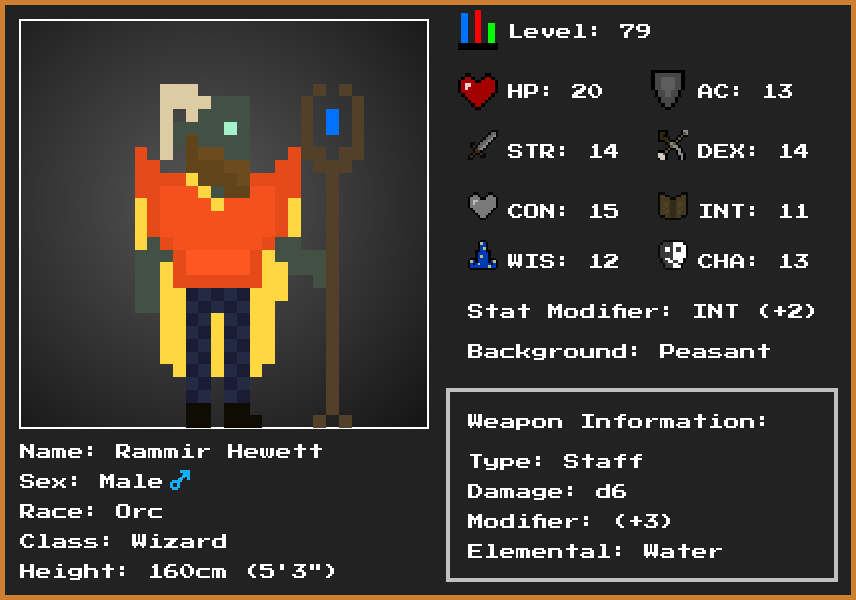 Level: 79
HP: 20 AC: 13
STR: 14 DEX: 14
CON: 15 INT: 11
WIS: 12 CHA: 13
Stat Modifier: INT (+2)
Background: Peasant
Weapon Information:
Type: Staff
Damage: d6
Modifier: (+3)
Elemental: Water
Name: Rammir Hewett
Sex: Male♂
Race: Orc
Class: Wizard
Height: 160cm (5'3")